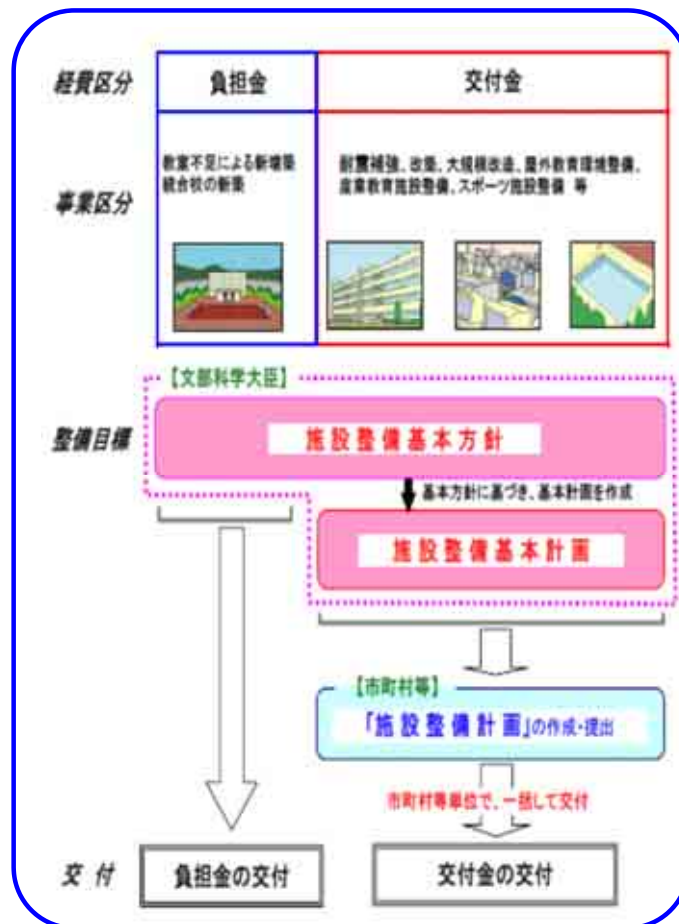 経費区分
負担金
交付金
事業区分
教室不足による新増築
統合校の新築
耐震補強、改築、大規模改造、屋外教育環境整備、
産業教育施設整備、スポーツ施設整備 等
【文部科学大臣】
整備目標
施設整備基本方針
基本方針に基づき、基本計画を作成
施設整備基本計画
【市町村等】
「施設整備計画」の作成・提出
市町村等単位で、一括して交付
交付
負担金の交付
交付金の交付